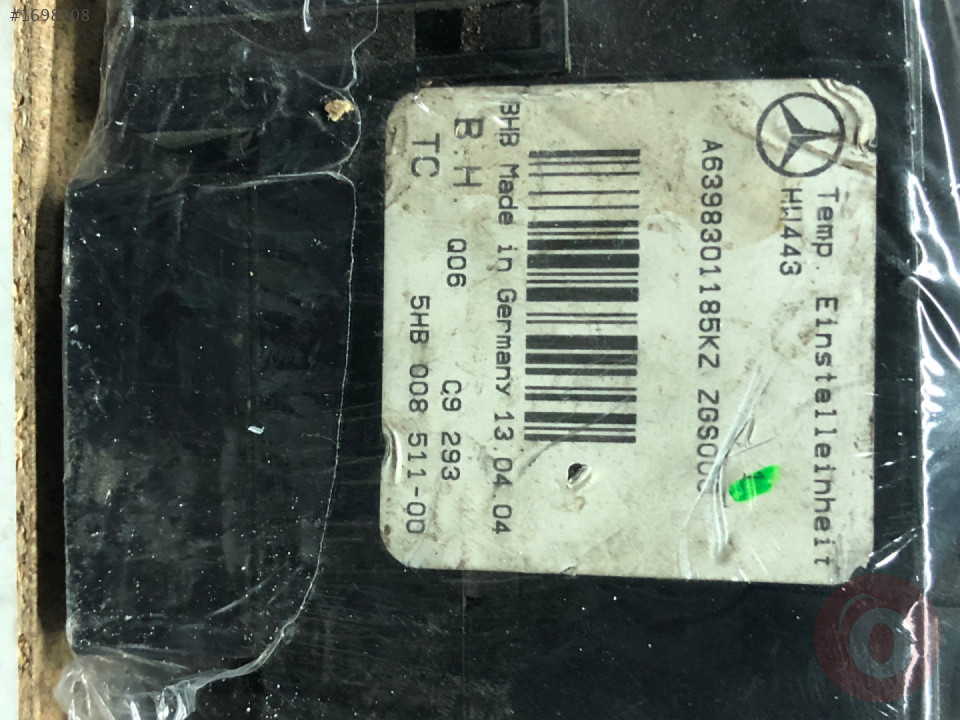 #1698208
Temp. Einstelleinheit
HW443
A6398301185KZ
BHB Made in Germany 13.04.04
B.H Q06 C9 293
TC 5HB 008 511-00